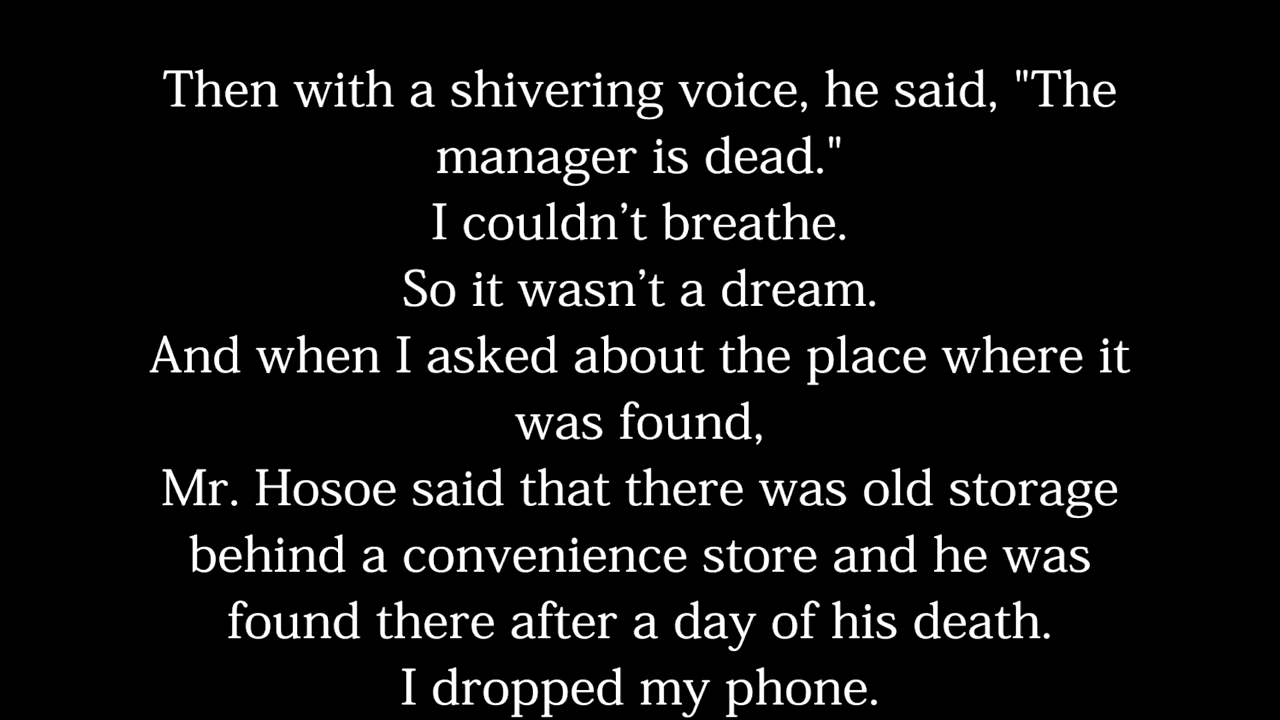 Then with a shivering voice, he said, "The
manager is dead."
I couldn’t breathe.
So it wasn’t a dream.
And when I asked about the place where it
was found,
Mr. Hosoe said that there was old storage
behind a convenience store and he was
found there after a day of his death.
I dropped my phone.